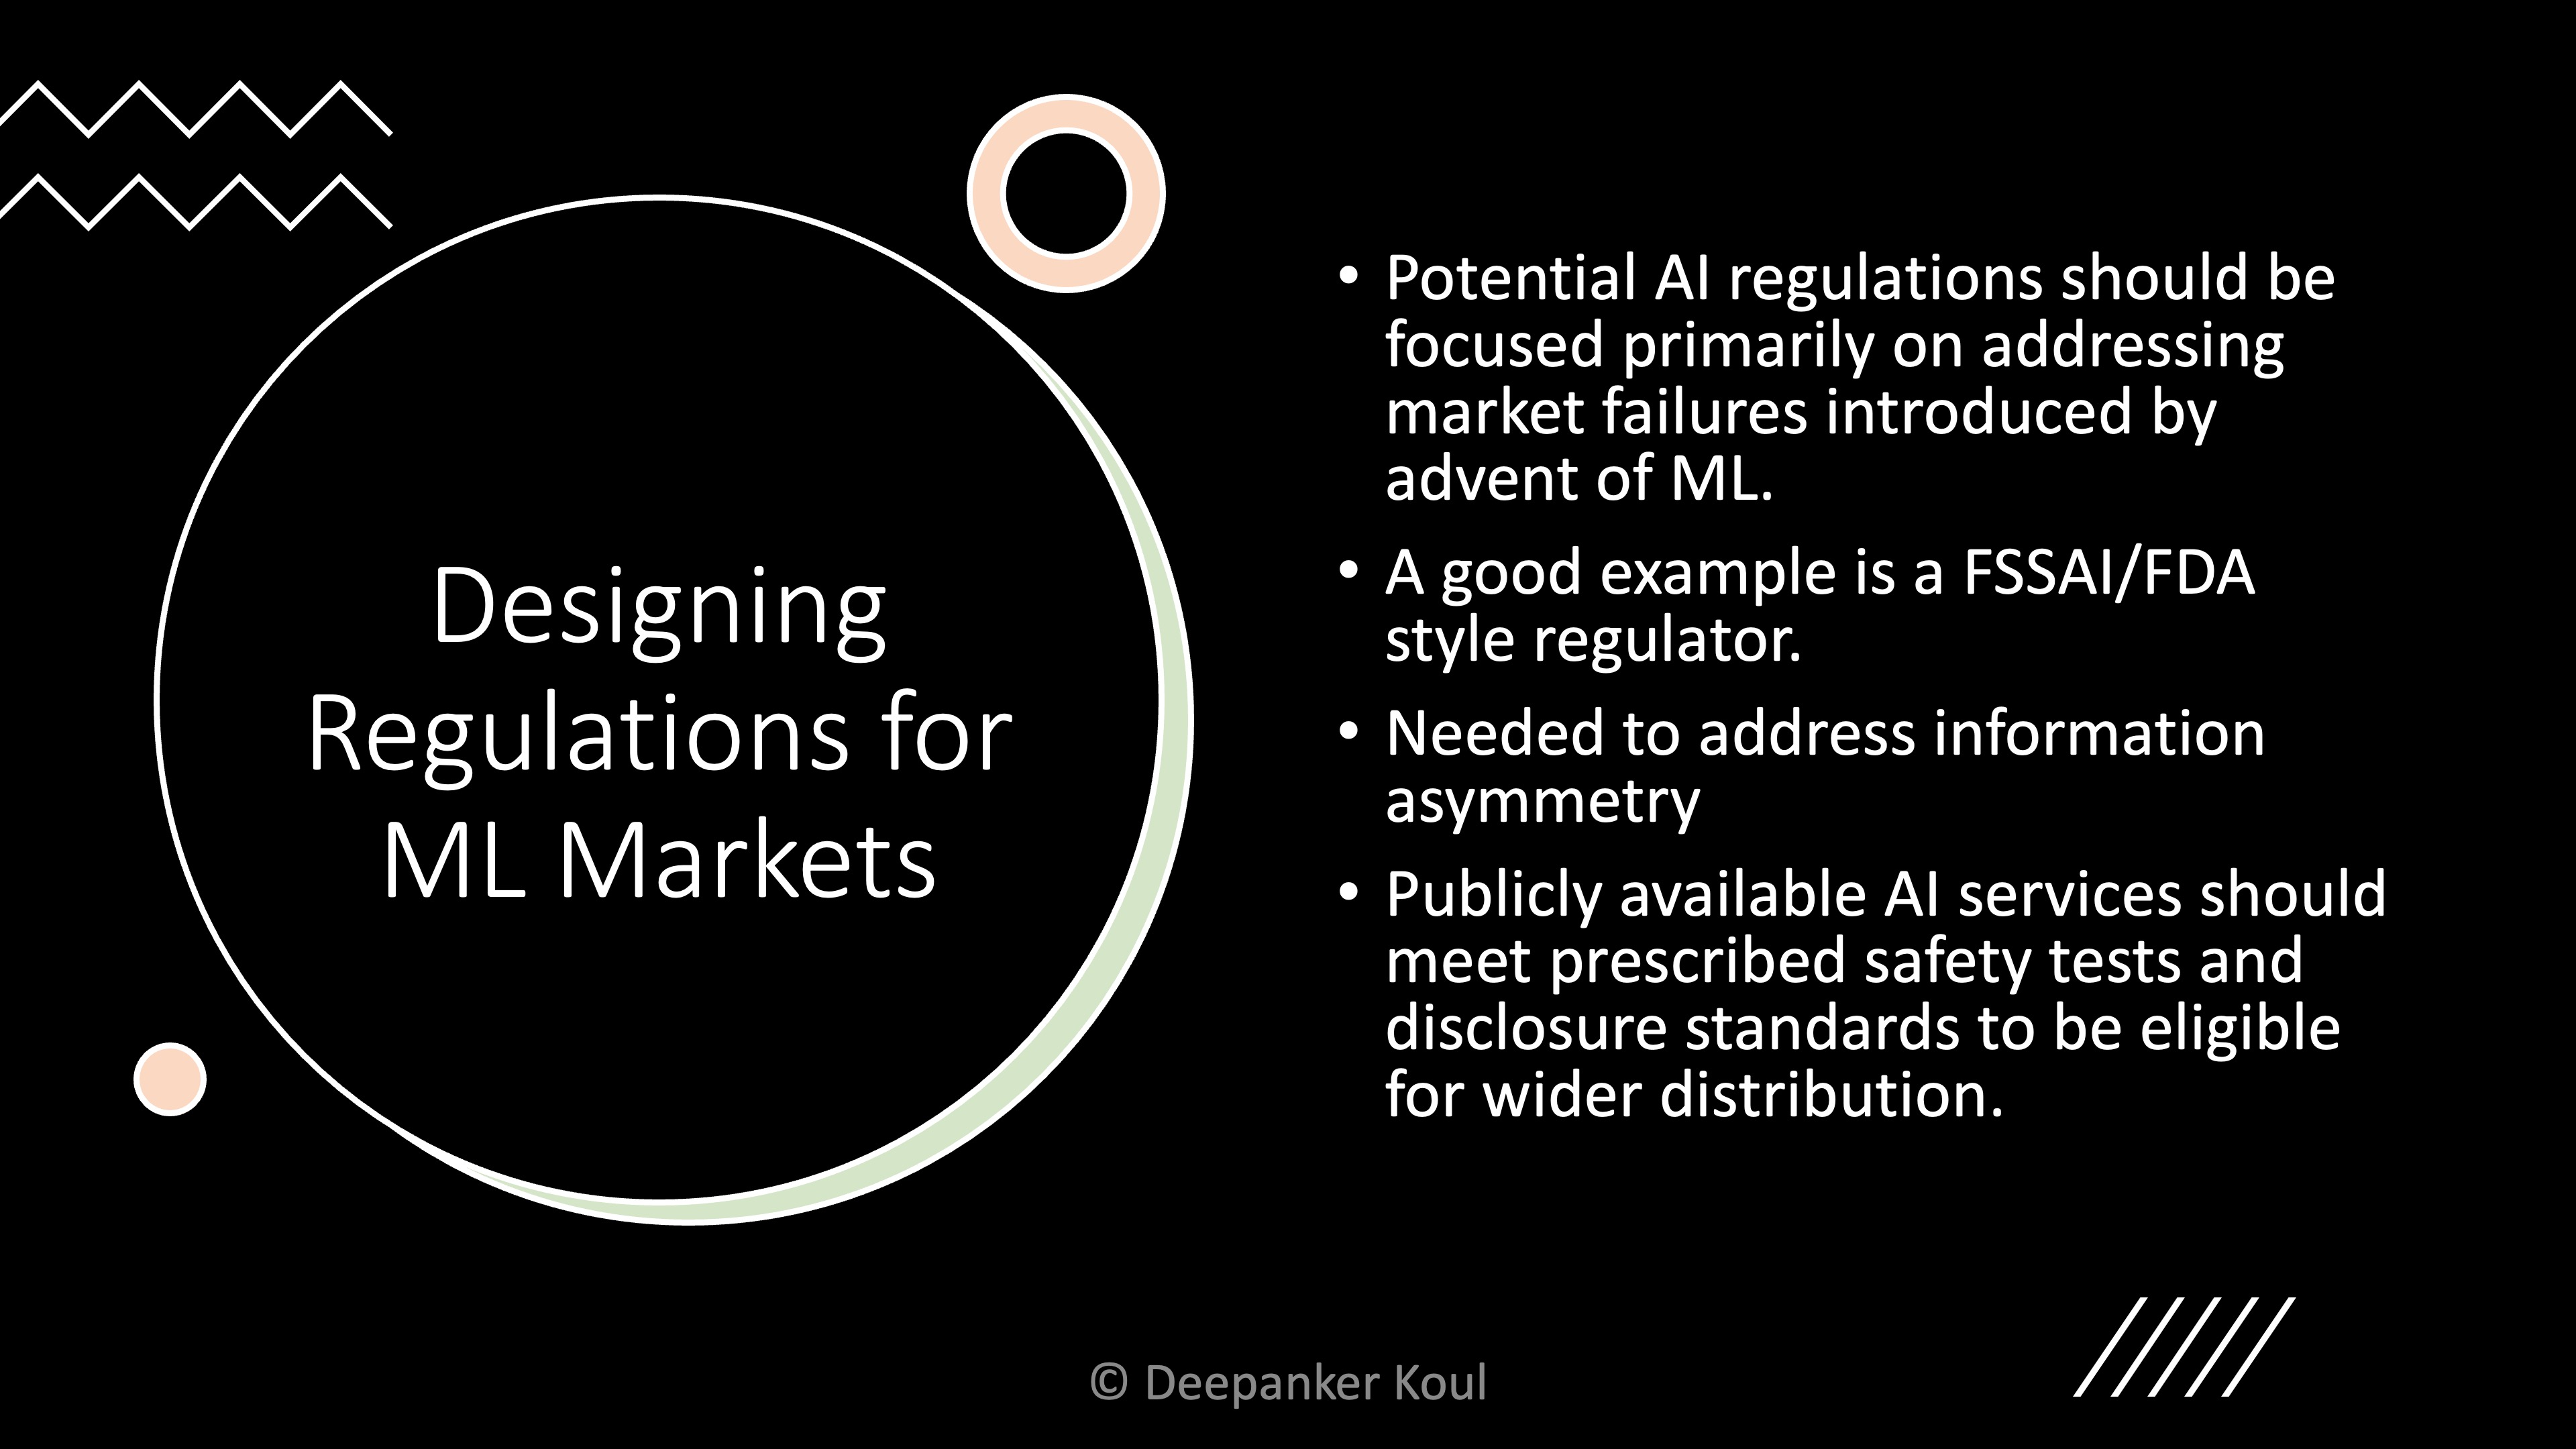 Designing
Regulations for
ML Markets
• Potential AI regulations should be
focused primarily on addressing
market failures introduced by
advent of ML.
• A good example is a FSSAI/FDA
style regulator.
• Needed to address information
asymmetry
• Publicly available AI services should
meet prescribed safety tests and
disclosure standards to be eligible
for wider distribution.
© Deepanker Koul